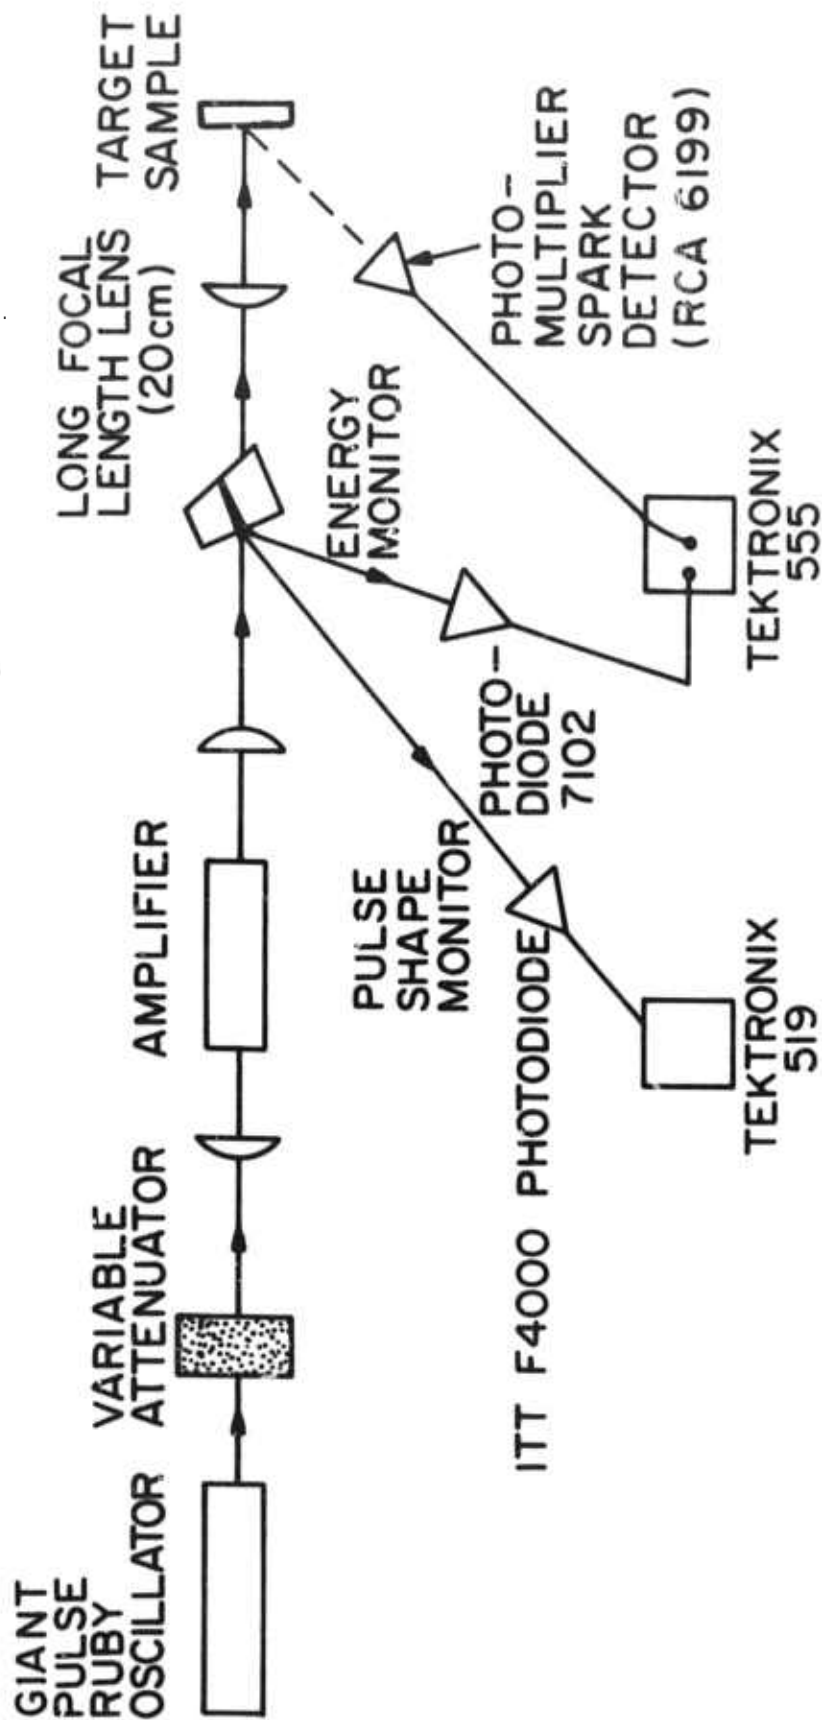 GIANT
PULSE
RUBY
OSCILLATOR
VARIABLE
ATTENUATOR
AMPLIFIER
LONG FOCAL
LENGTH LENS
(20cm)
TARGET
SAMPLE
ENERGY
MONITOR
PULSE
SHAPE
MONITOR
PHOTO-
DIODE
7102
PHOTO-
MULTIPLIER
SPARK
DETECTOR
(RCA 6199)
ITT F4000 PHOTODIODE
TEKTRONIX
519
TEKTRONIX
555